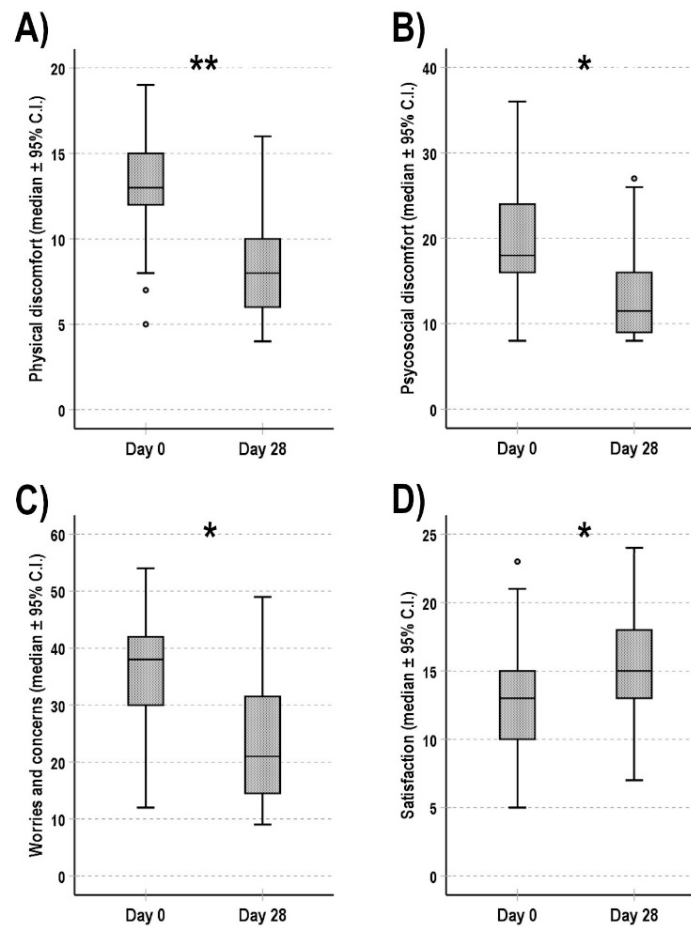 A)
**
Physical discomfort (median ± 95% C.I.)
20
15
10
5
0
Day 0 Day 28
B)
*
Psycosocial discomfort (median ± 95% C.I.)
40
30
20
10
0
Day 0 Day 28
C)
*
Worries and concerns (median ± 95% C.I.)
60
50
40
30
20
10
0
Day 0 Day 28
D)
*
Satisfaction (median ± 95% C.I.)
25
20
15
10
5
0
Day 0 Day 28